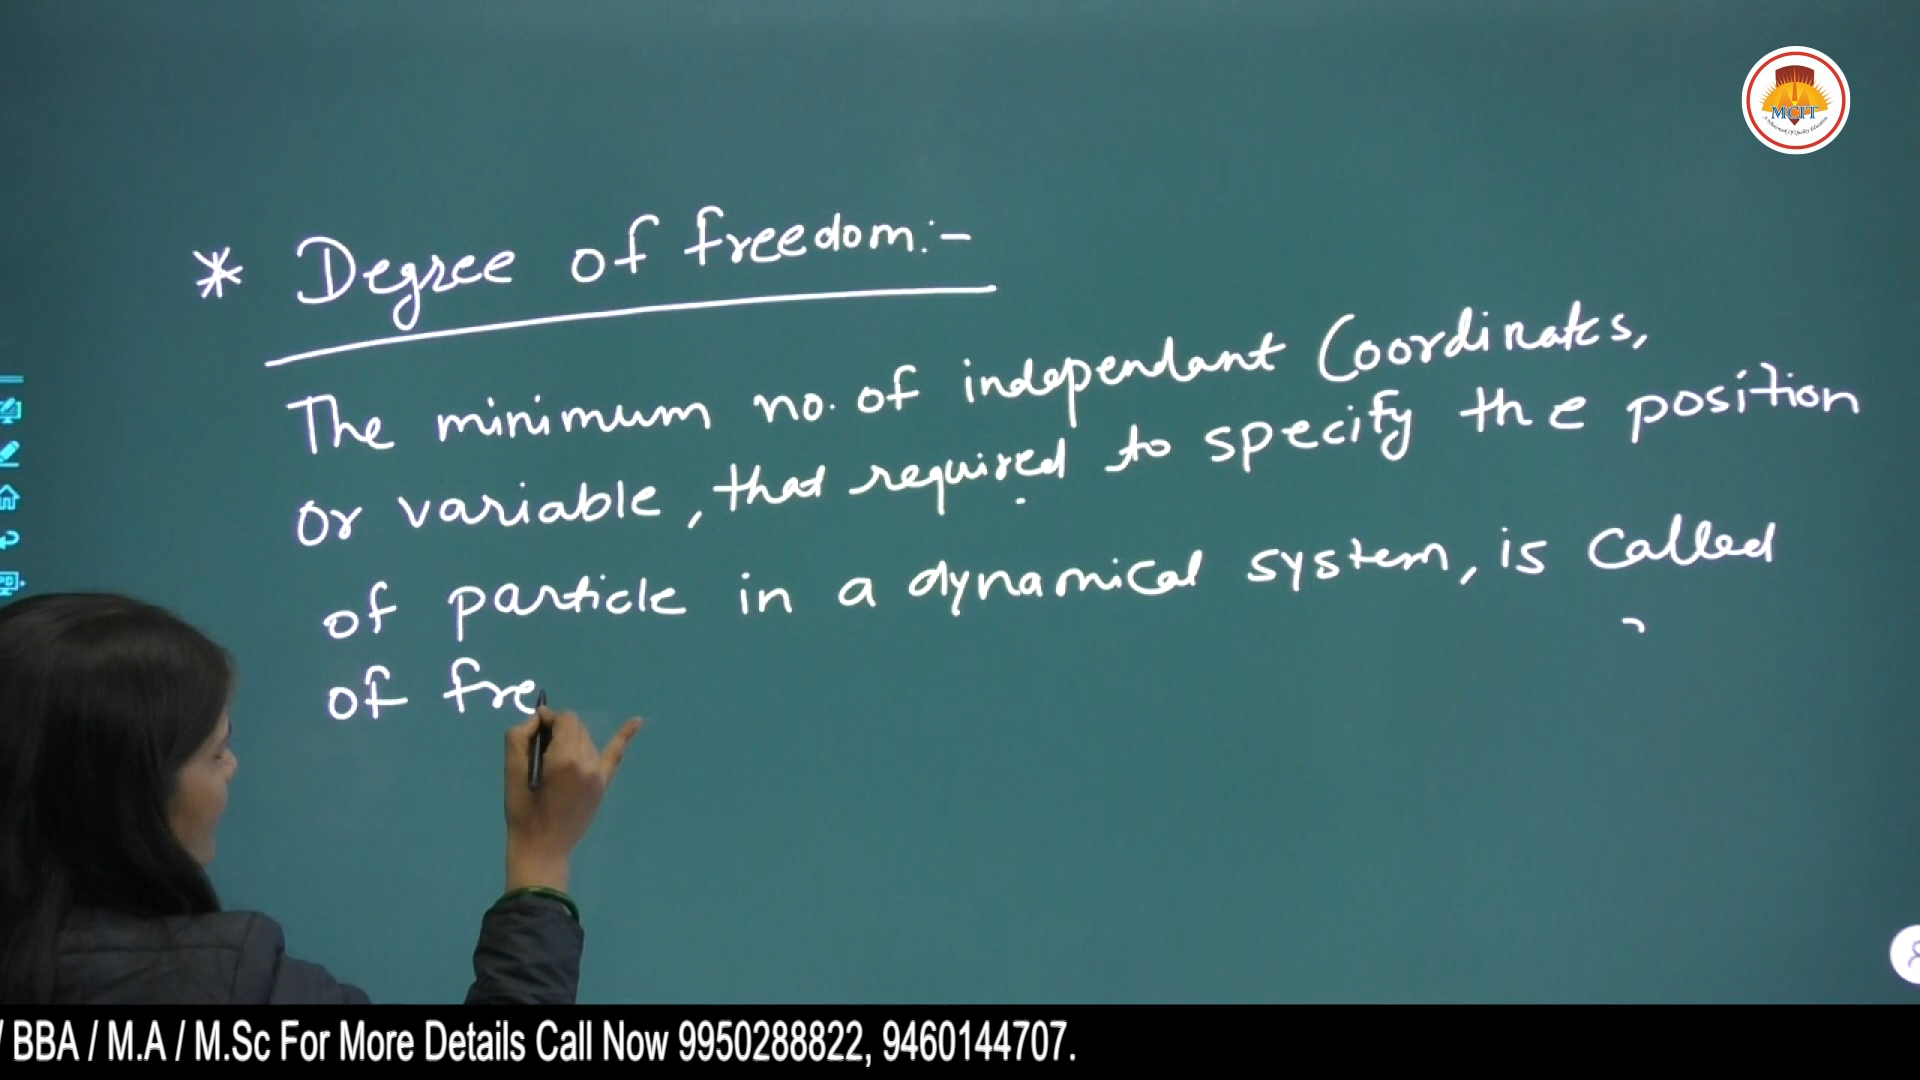 MCIT
* Degree of freedom:-
The minimum no. of independant Coordinates,
or variable, that required to specify the position
of particle in a dynamical system, is called
of fre
/ BBA / M.A / M.Sc For More Details Call Now 9950288822, 9460144707.